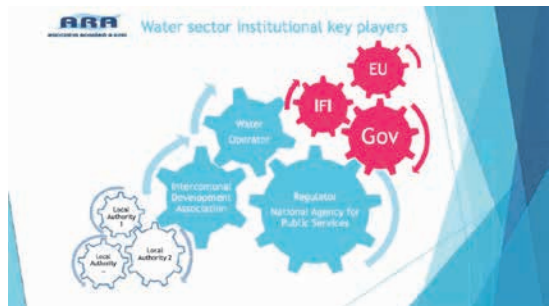 ARA
Water sector institutional key players
EU
IFI
Gov
Water
Operator
Intercomunal
Development
Association
Regulator
National Agency for
Public Services
Local
Authority
1
Local
Authority 2
Local
Authority